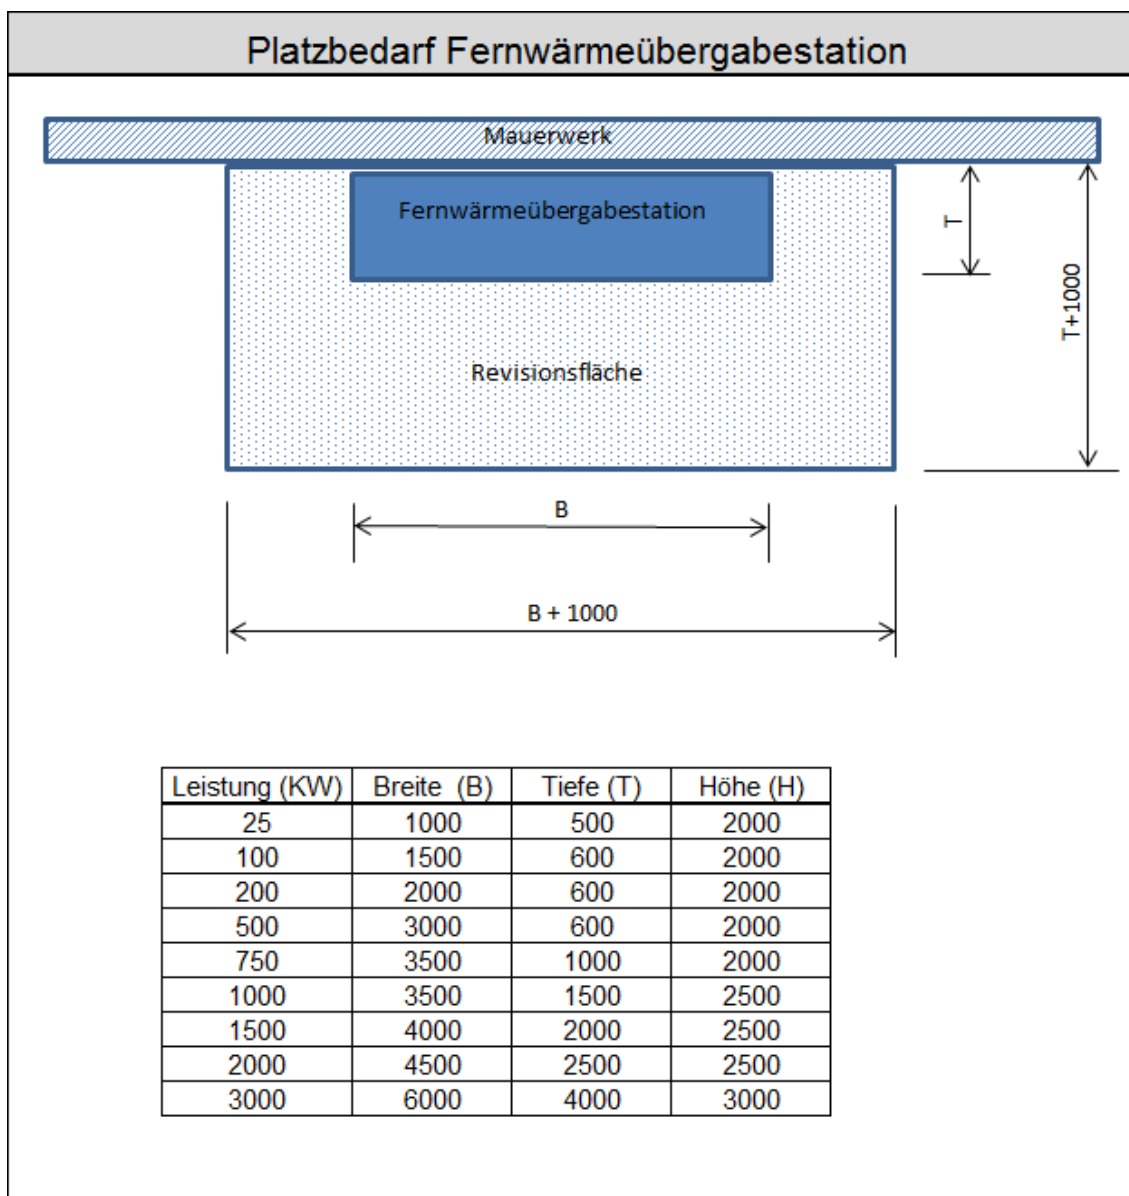 Platzbedarf Fernwärmeübergabestation
Mauerwerk
Fernwärmeübergabestation
T
T+1000
Revisionsfläche
B
B + 1000
Leistung (KW) Breite (B) Tiefe (T) Höhe (H)
25 1000 500 2000
100 1500 600 2000
200 2000 600 2000
500 3000 600 2000
750 3500 1000 2000
1000 3500 1500 2500
1500 4000 2000 2500
2000 4500 2500 2500
3000 6000 4000 3000